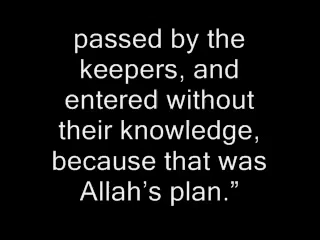 passed by the
keepers, and
entered without
their knowledge,
because that was
Allah’s plan.”